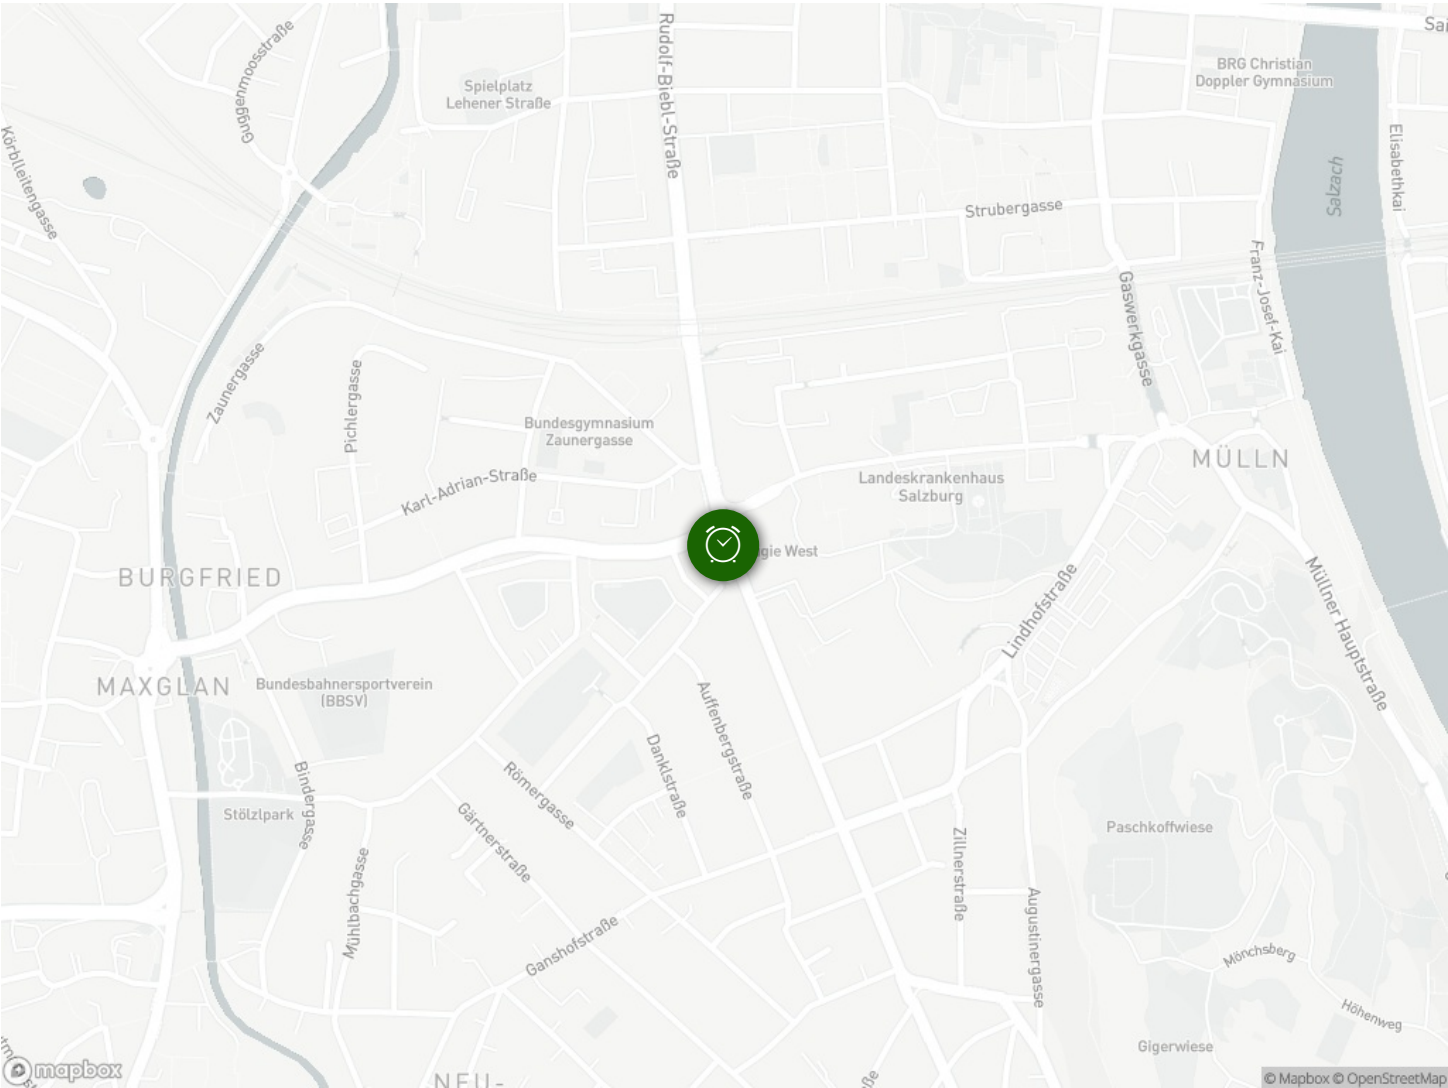 Sai
Guggenmoosstraße
Rudolf-Biebl-Straße
Spielplatz
Lehener Straße
BRG Christian
Doppler Gymnasium
Körblleitengasse
Elisabethkai
Salzach
Strubergasse
Franz-Josef-Kai
Gaswerkgasse
Zaunergasse
Pichlergasse
Bundesgymnasium
Zaunergasse
MÜLLN
Karl-Adrian-Straße
Landeskrankenhaus
Salzburg
gie West
BURGFRIED
Lindhofstraße
Müllner Hauptstraße
MAXGLAN
Bundesbahnersportverein
(BBSV)
Auffenbergstraße
Danklstraße
Römergasse
Bindergasse
Stölzlpark
Gärtnerstraße
Paschkoffwiese
Zillnerstraße
Mühlbachgasse
Augustinergasse
Ganshofstraße
Mönchsberg
Höhenweg
Gigerwiese
mapbox
NEU-
© Mapbox © OpenStreetMap